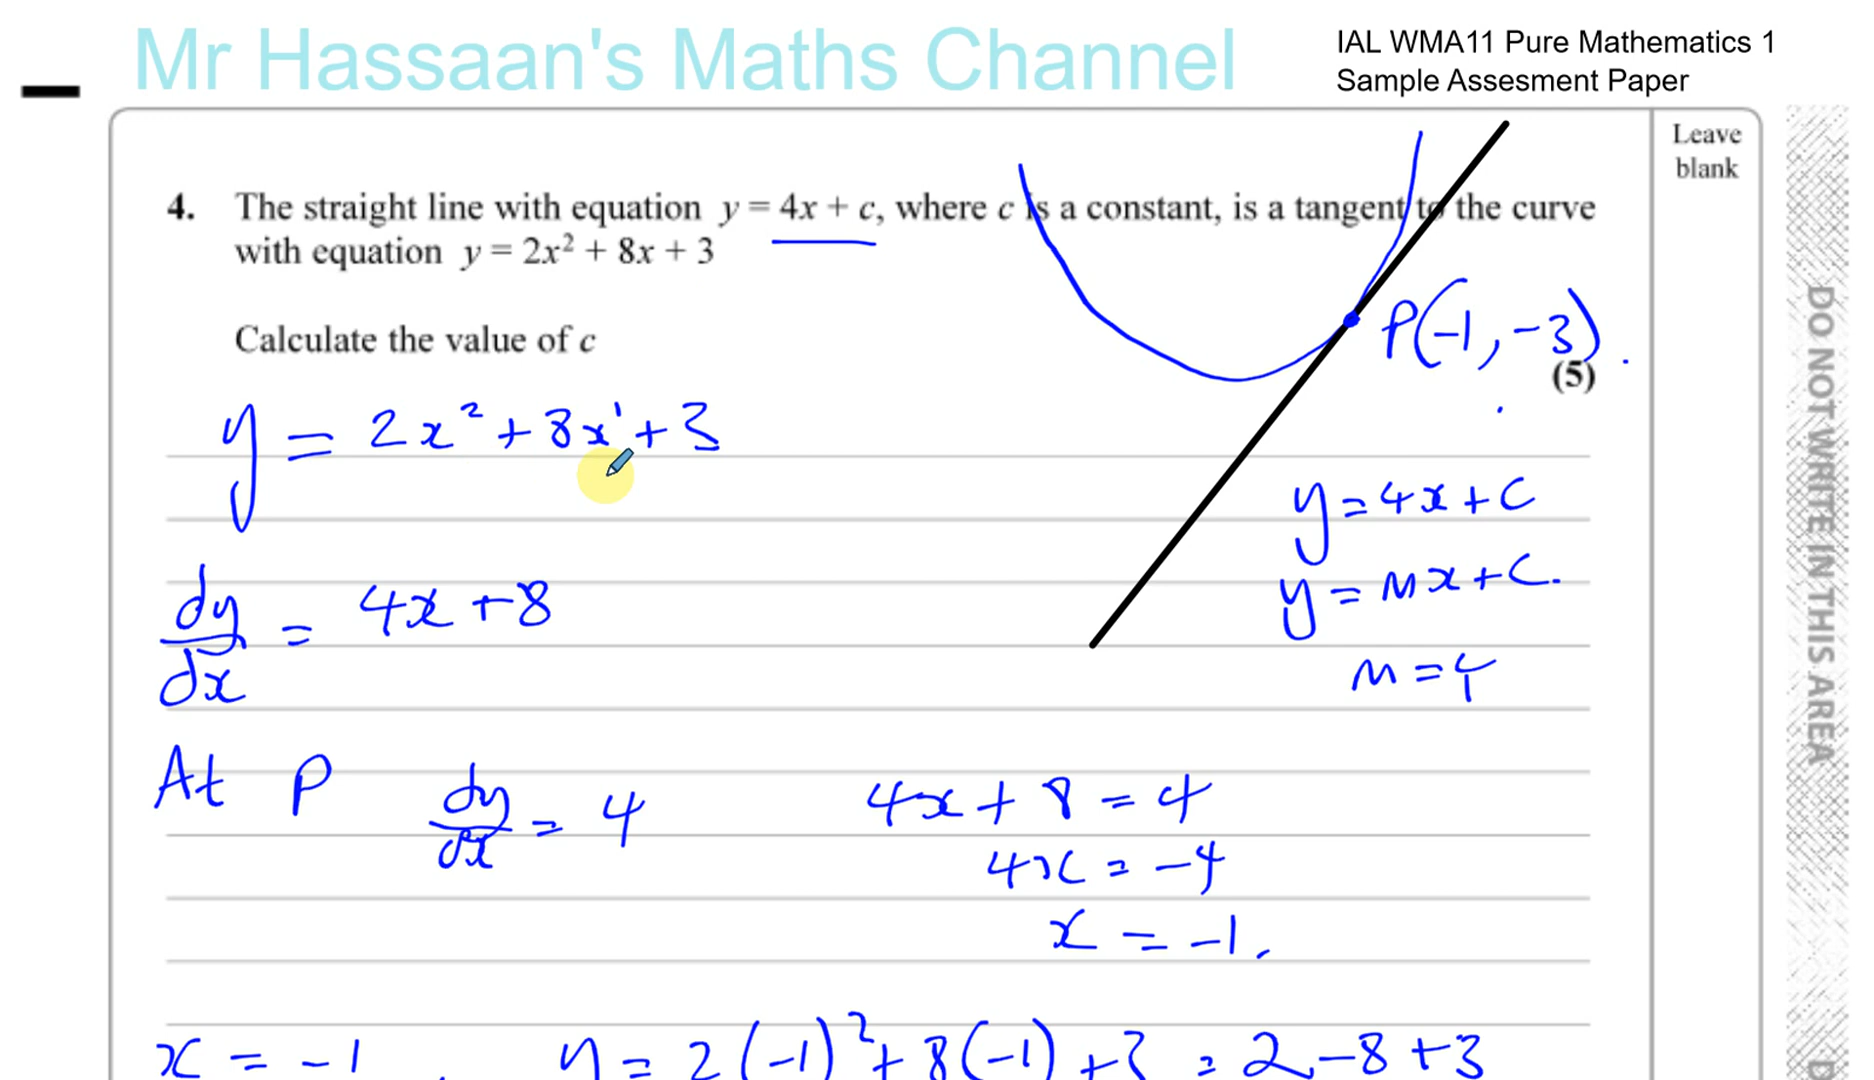 Mr Hassaan's Maths Channel
IAL WMA11 Pure Mathematics 1
Sample Assesment Paper
Leave
blank
4. The straight line with equation y = 4x + c, where c is a constant, is a tangent to the curve
with equation y = 2x² + 8x + 3
Calculate the value of c
P(-1, -3).
(5)
y = 2x² + 8x¹ + 3
y = 4x + c
y = mx + c.
m = 4
dy/dx = 4x + 8
At P dy/dx = 4
4x + 8 = 4
4x = -4
x = -1.
x = -1 y = 2(-1)² + 8(-1) + 3 = 2 - 8 + 3
DO NOT WRITE IN THIS AREA
D